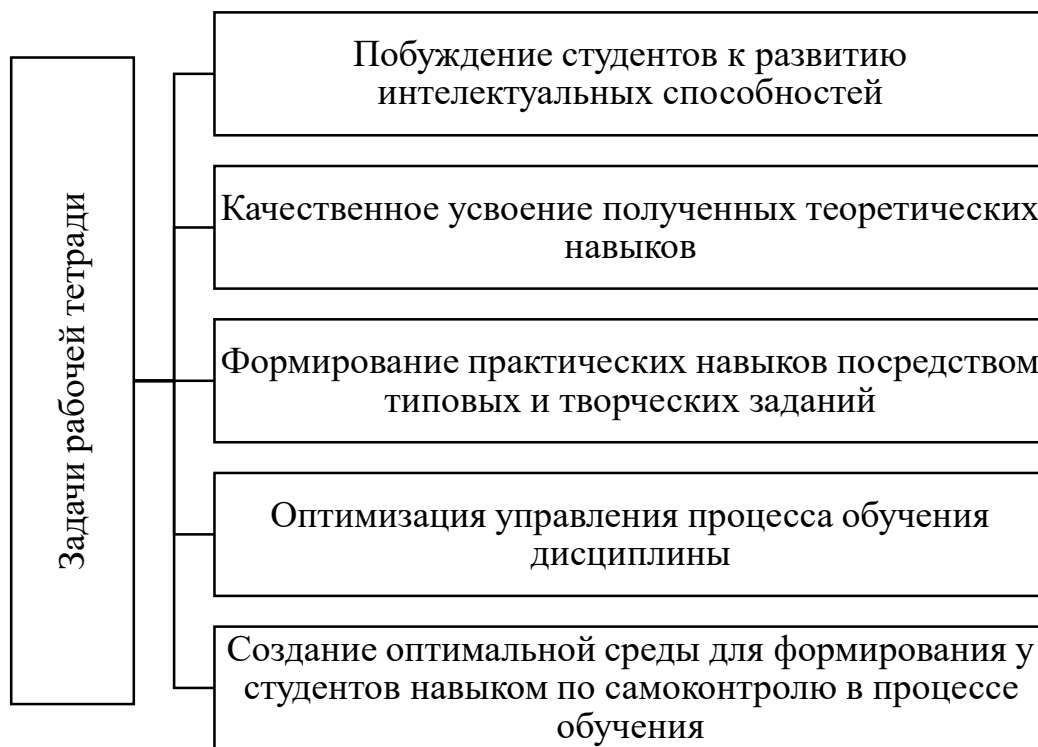 Задачи рабочей тетради
Побуждение студентов к развитию
интелектуальных способностей
Качественное усвоение полученных теоретических
навыков
Формирование практических навыков посредством
типовых и творческих заданий
Оптимизация управления процесса обучения
дисциплины
Создание оптимальной среды для формирования у
студентов навыком по самоконтролю в процессе
обучения